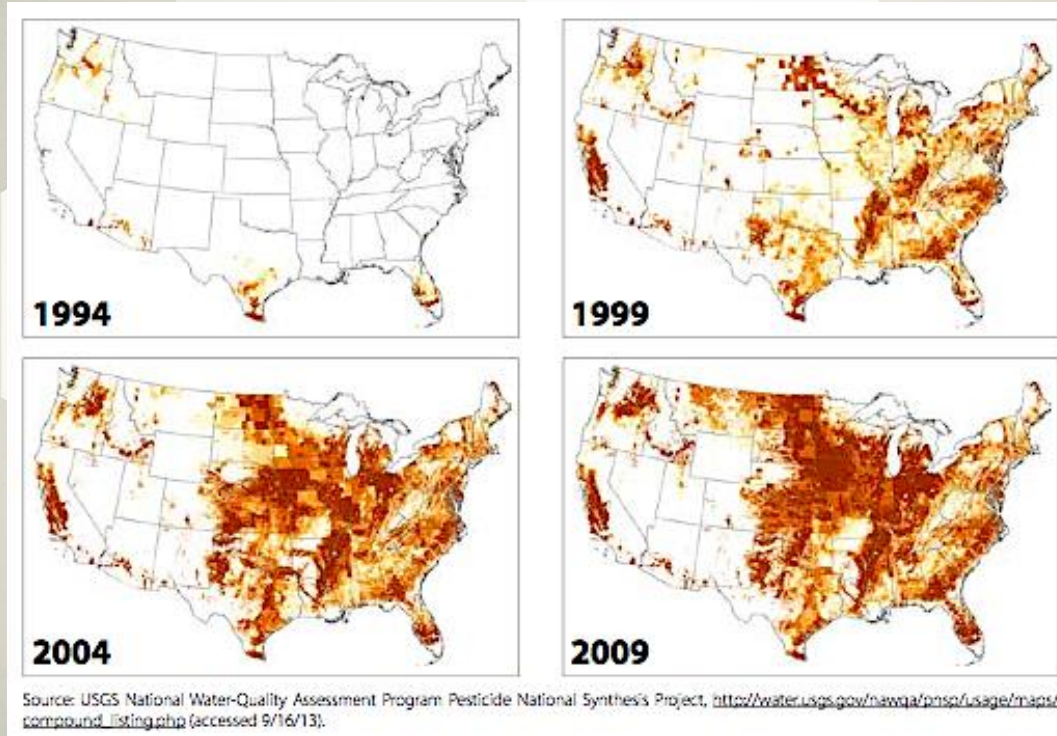 1994
1999
2004
2009
Source: USGS National Water-Quality Assessment Program Pesticide National Synthesis Project, http://water.usgs.gov/nawqa/pnsp/usage/maps/
compound_listing.php (accessed 9/16/13).